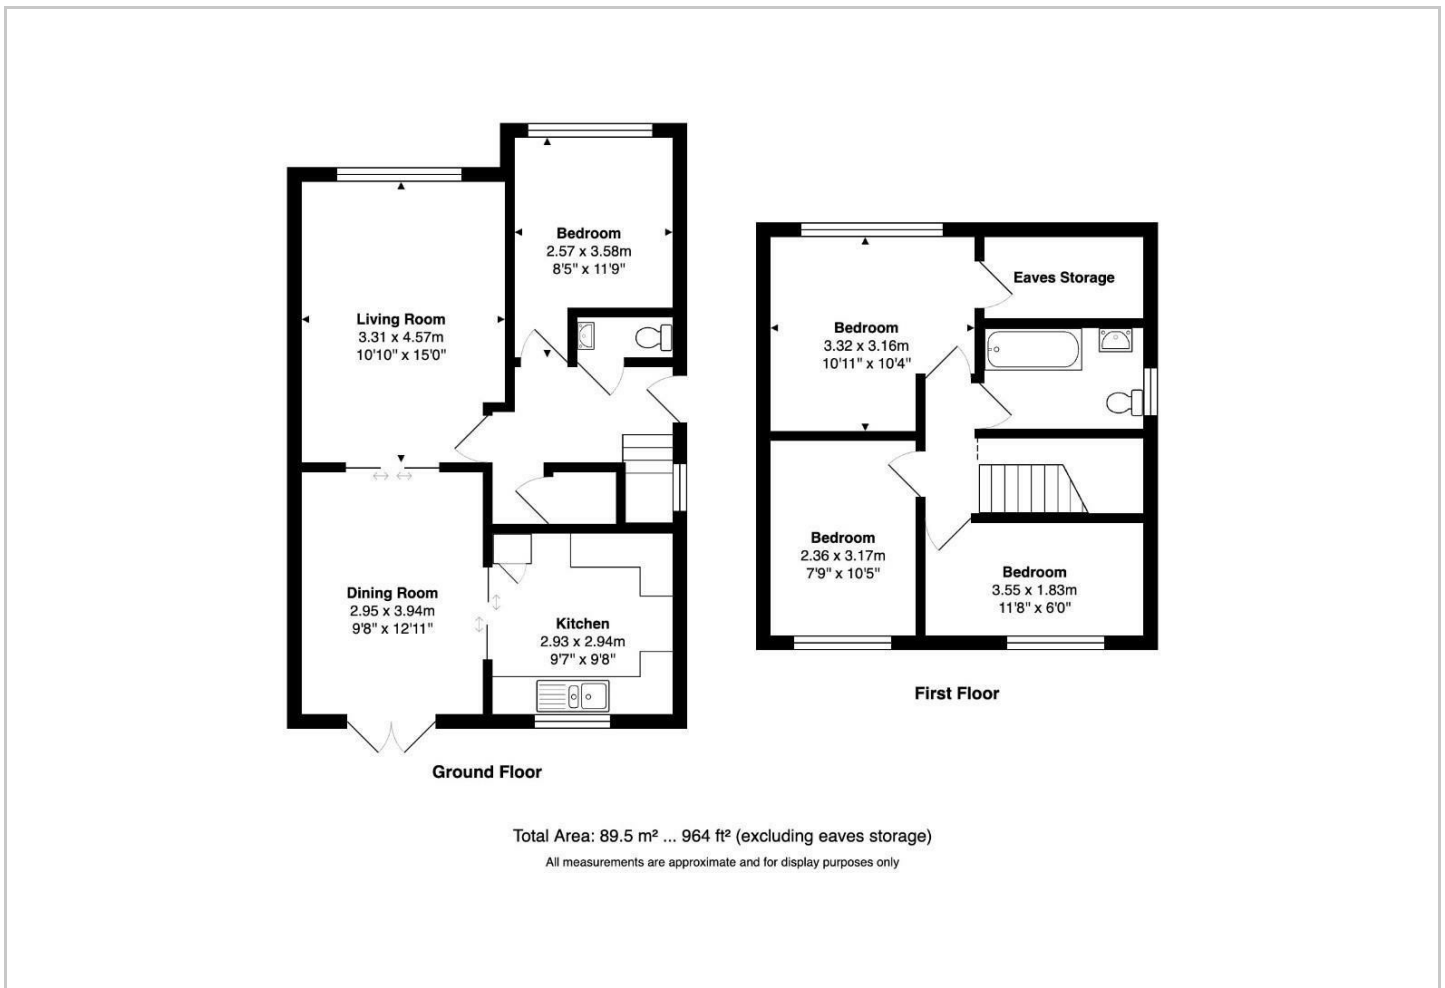 Bedroom
2.57 x 3.58m
8'5" x 11'9"
Living Room
3.31 x 4.57m
10'10" x 15'0"
Dining Room
2.95 x 3.94m
9'8" x 12'11"
Kitchen
2.93 x 2.94m
9'7" x 9'8"
Ground Floor
Eaves Storage
Bedroom
3.32 x 3.16m
10'11" x 10'4"
Bedroom
2.36 x 3.17m
7'9" x 10'5"
Bedroom
3.55 x 1.83m
11'8" x 6'0"
First Floor
Total Area: 89.5 m² ... 964 ft² (excluding eaves storage)
All measurements are approximate and for display purposes only